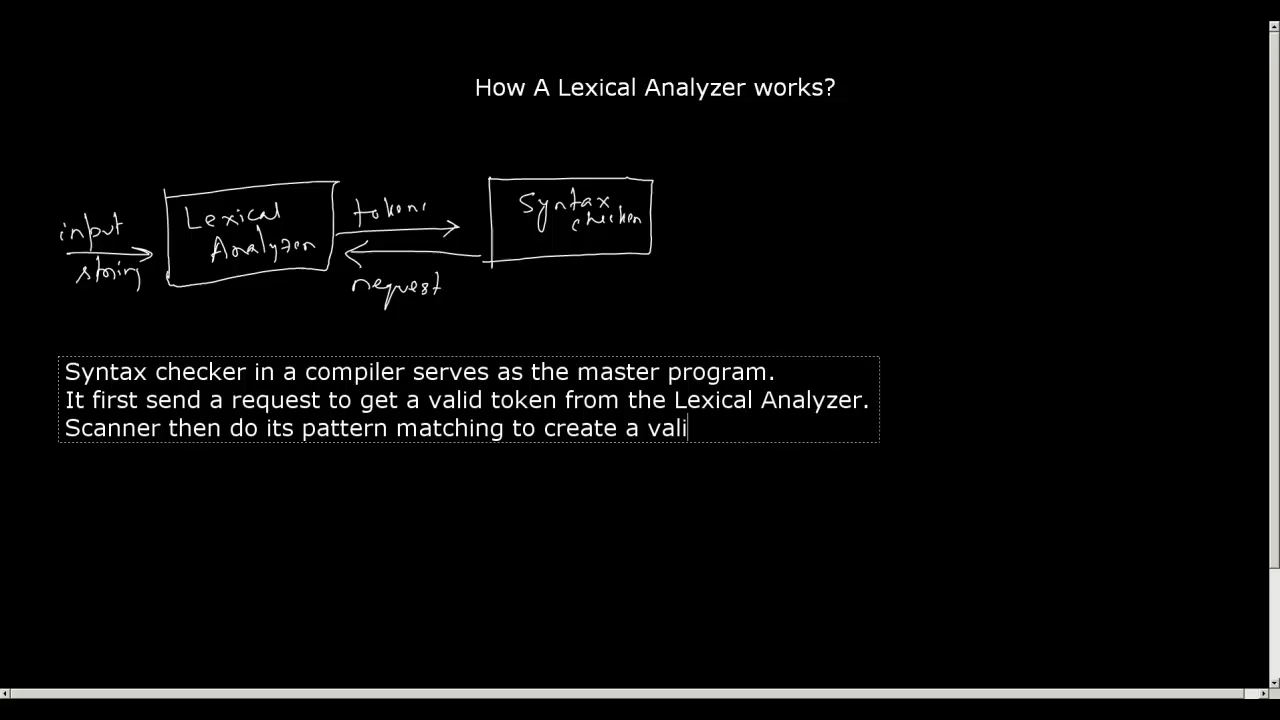 How A Lexical Analyzer works?
input
string
Lexical
Analyzer
tokens
request
Syntax
checker
Syntax checker in a compiler serves as the master program.
It first send a request to get a valid token from the Lexical Analyzer.
Scanner then do its pattern matching to create a vali